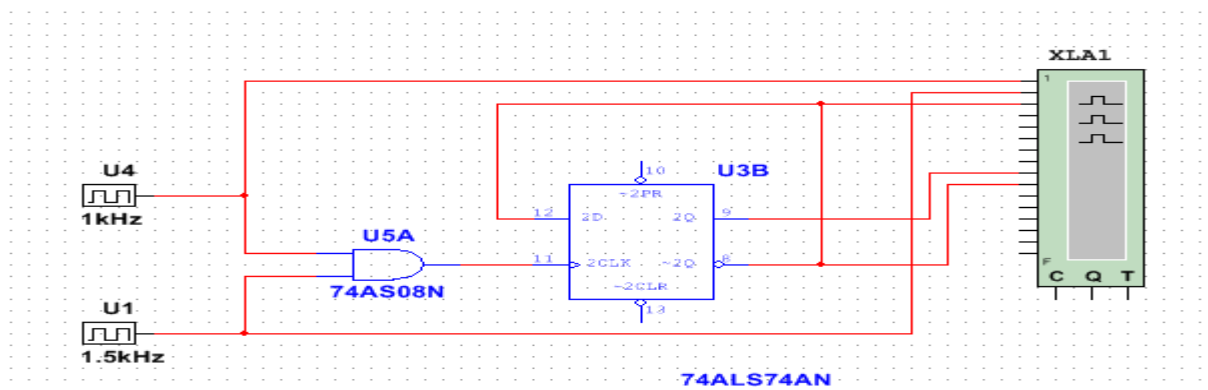 XLA1
1
U4
1kHz
10
U3B
~2PR
12
2D
2Q
9
U5A
11
2CLK
~2Q
8
74AS08N
~2CLR
13
F
C Q T
U1
1.5kHz
74ALS74AN